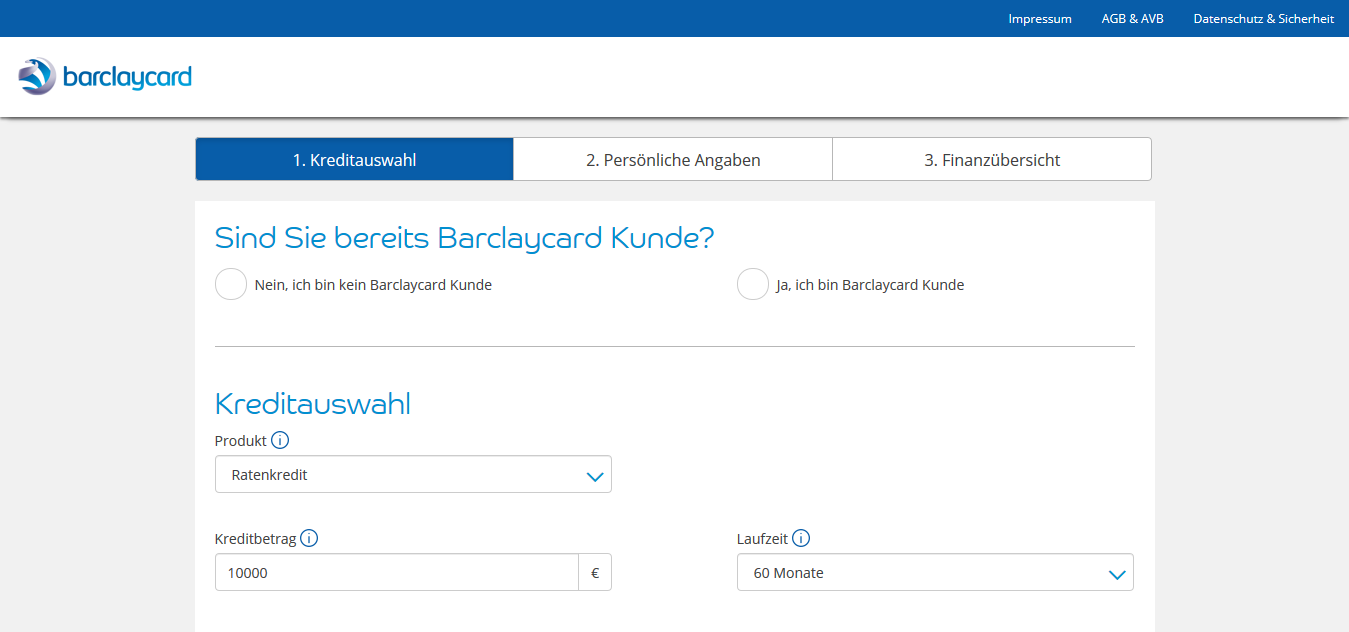 Impressum AGB & AVB Datenschutz & Sicherheit
barclaycard
1. Kreditauswahl 2. Persönliche Angaben 3. Finanzübersicht
Sind Sie bereits Barclaycard Kunde?
Nein, ich bin kein Barclaycard Kunde Ja, ich bin Barclaycard Kunde
Kreditauswahl
Produkt i
Ratenkredit
Kreditbetrag i Laufzeit i
10000 € 60 Monate